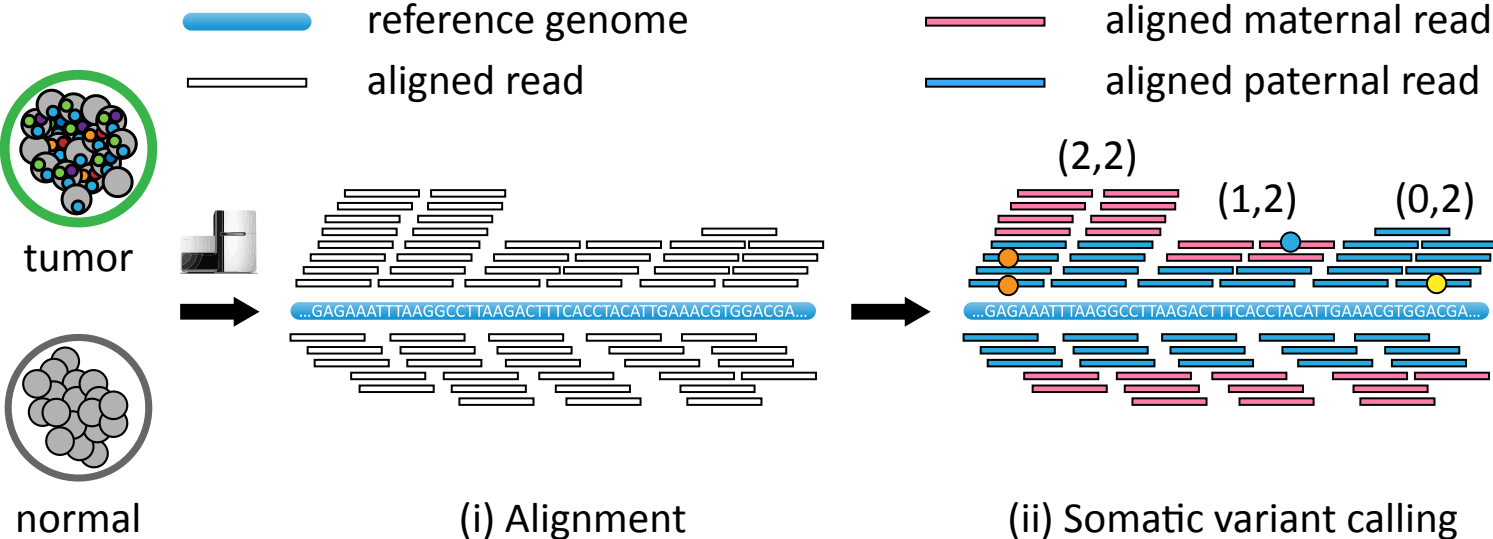 reference genome
aligned read
aligned maternal read
aligned paternal read
tumor
(2,2)
(1,2)
(0,2)
...GAGAAATTTAAGGCCTTAAGACTTTCACCTACATTGAAACGTGGACGA...
...GAGAAATTTAAGGCCTTAAGACTTTCACCTACATTGAAACGTGGACGA...
normal
(i) Alignment
(ii) Somatic variant calling